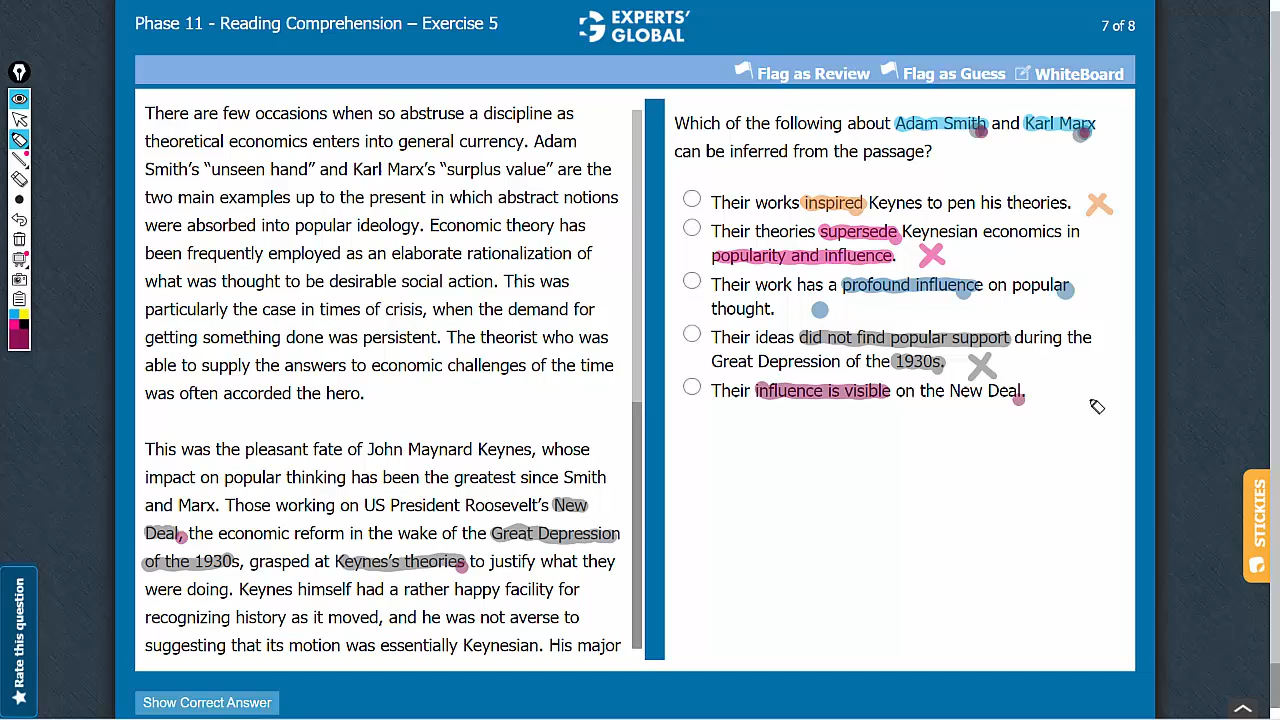 Phase 11 - Reading Comprehension – Exercise 5
EXPERTS'
GLOBAL
7 of 8
Flag as Review
Flag as Guess
WhiteBoard
There are few occasions when so abstruse a discipline as
theoretical economics enters into general currency. Adam
Smith's “unseen hand” and Karl Marx's “surplus value” are the
two main examples up to the present in which abstract notions
were absorbed into popular ideology. Economic theory has
been frequently employed as an elaborate rationalization of
what was thought to be desirable social action. This was
particularly the case in times of crisis, when the demand for
getting something done was persistent. The theorist who was
able to supply the answers to economic challenges of the time
was often accorded the hero.
This was the pleasant fate of John Maynard Keynes, whose
impact on popular thinking has been the greatest since Smith
and Marx. Those working on US President Roosevelt's New
Deal, the economic reform in the wake of the Great Depression
of the 1930s, grasped at Keynes's theories to justify what they
were doing. Keynes himself had a rather happy facility for
recognizing history as it moved, and he was not averse to
suggesting that its motion was essentially Keynesian. His major
Which of the following about Adam Smith and Karl Marx
can be inferred from the passage?
Their works inspired Keynes to pen his theories.
Their theories supersede Keynesian economics in
popularity and influence.
Their work has a profound influence on popular
thought.
Their ideas did not find popular support during the
Great Depression of the 1930s.
Their influence is visible on the New Deal.
Show Correct Answer
Rate this question
STICKIES